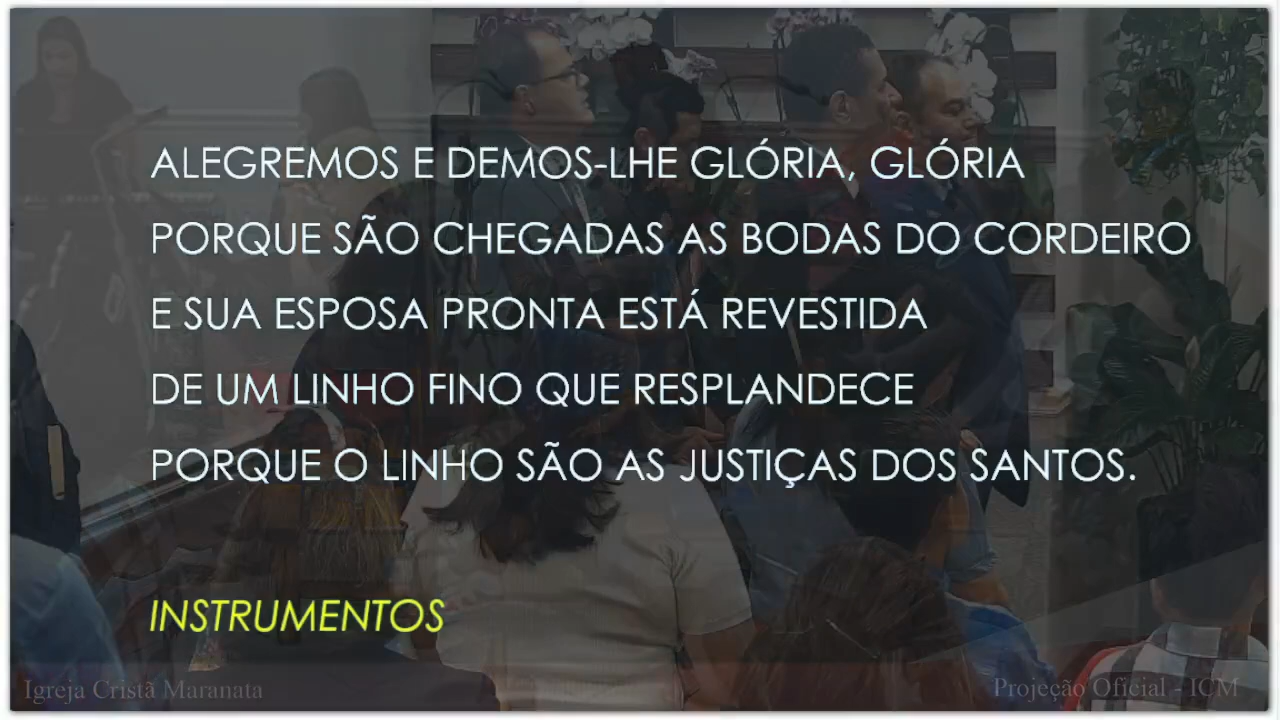 ALEGREMOS E DEMOS-LHE GLÓRIA, GLÓRIA
PORQUE SÃO CHEGADAS AS BODAS DO CORDEIRO
E SUA ESPOSA PRONTA ESTÁ REVESTIDA
DE UM LINHO FINO QUE RESPLANDECE
PORQUE O LINHO SÃO AS JUSTIÇAS DOS SANTOS.
INSTRUMENTOS
Igreja Cristã Maranata
Projeção Oficial - ICM